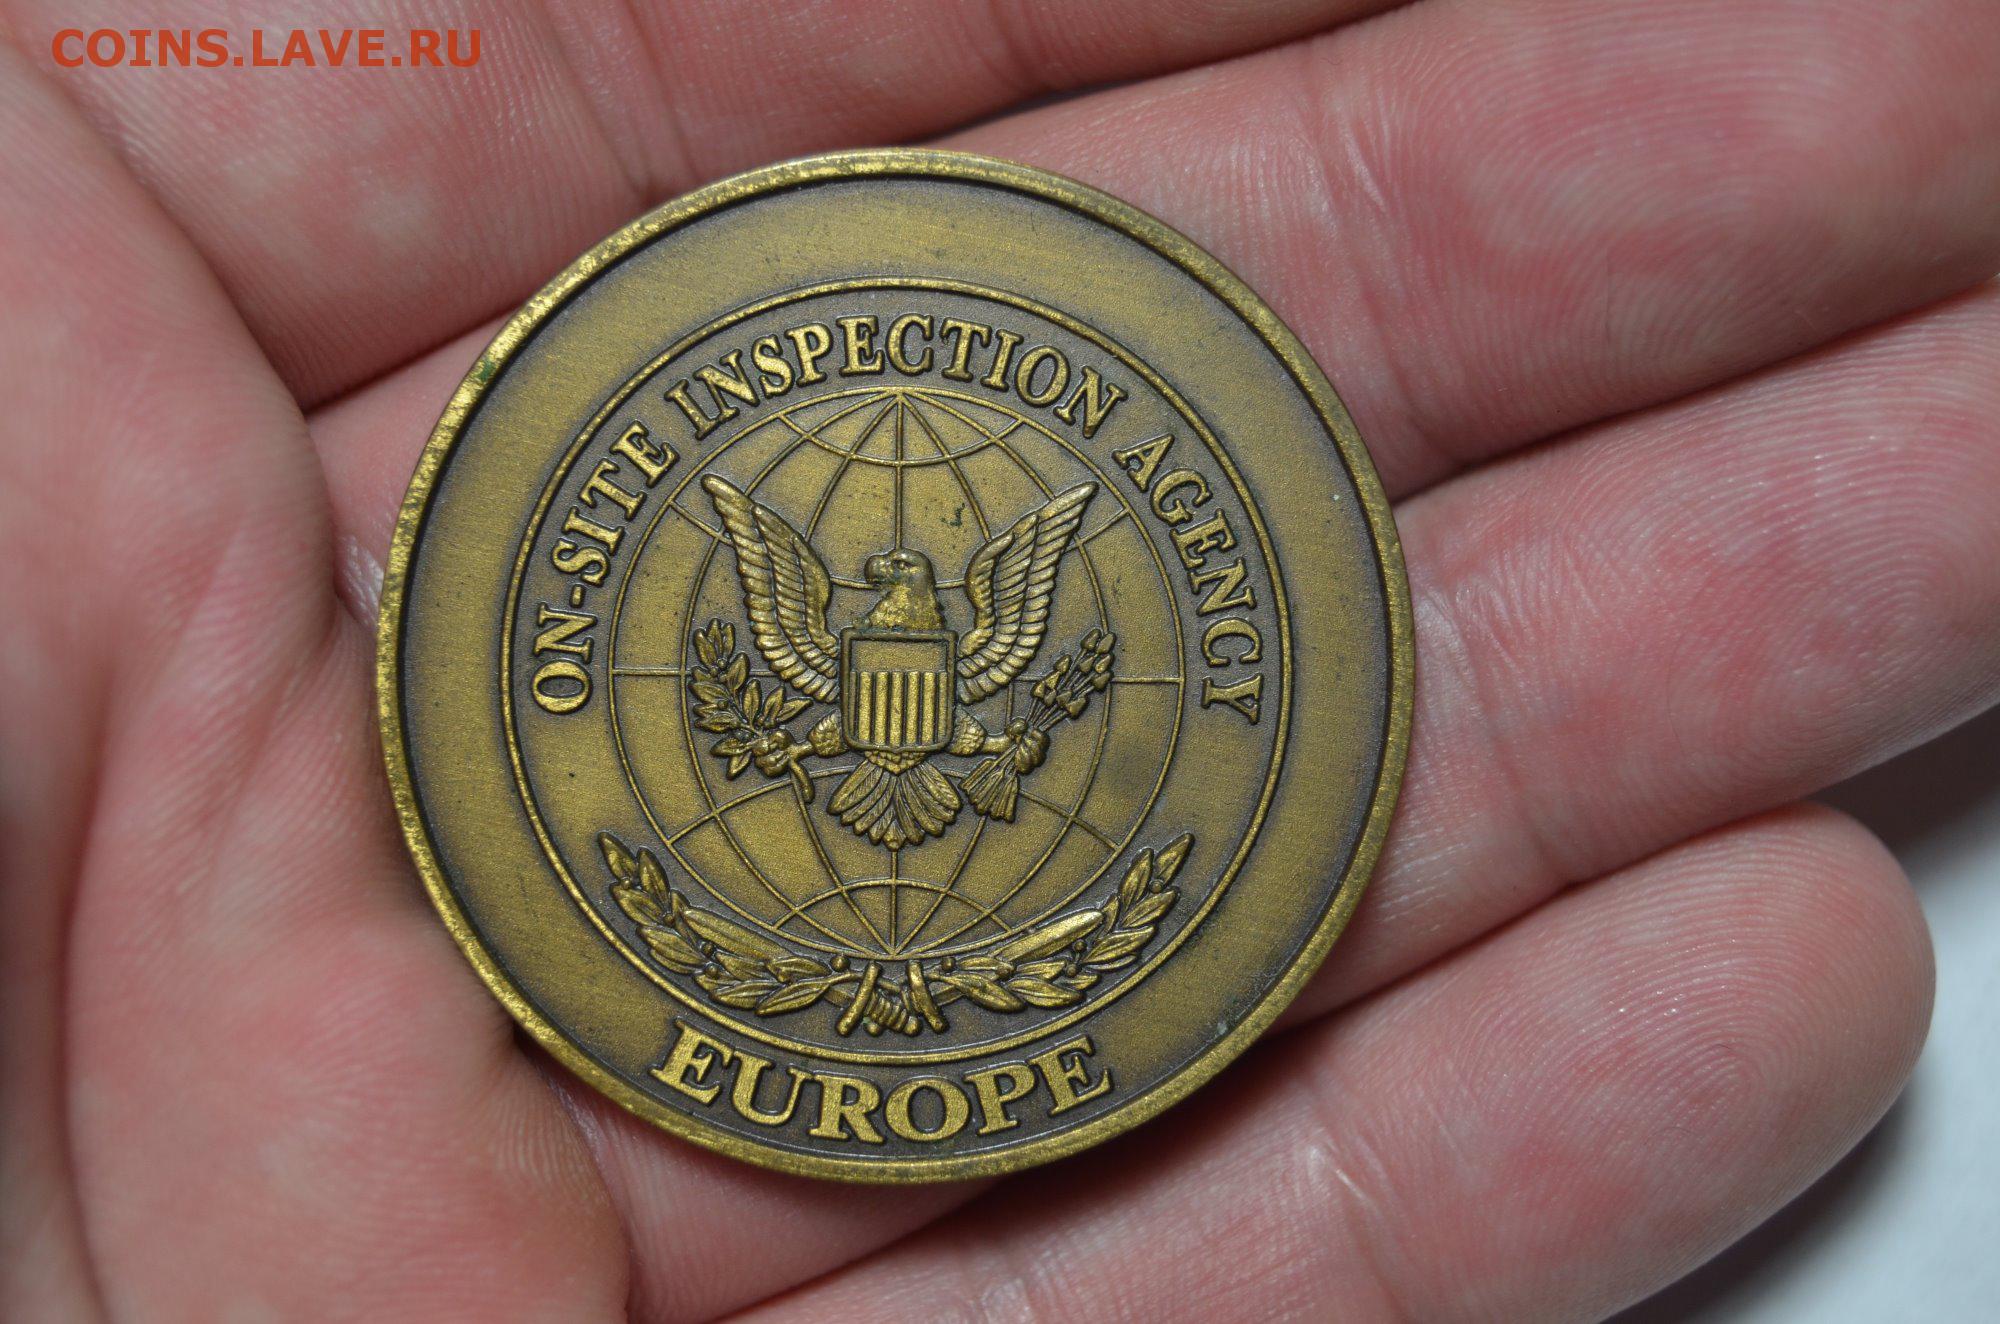 COINS.LAVE.RU
ON-SITE INSPECTION AGENCY
EUROPE